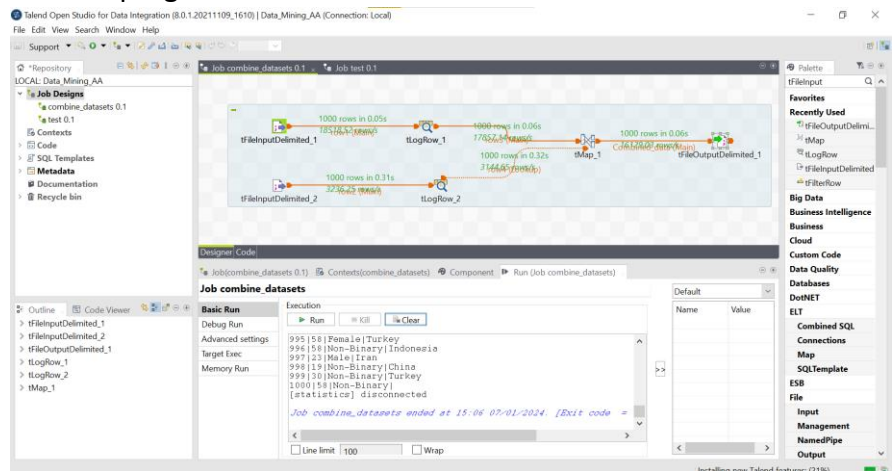 Talend Open Studio for Data Integration (8.0.1.20211109_1610) | Data_Mining_AA (Connection: Local)
File Edit View Search Window Help
Support
*Repository
LOCAL: Data_Mining_AA
Job Designs
combine_datasets 0.1
test 0.1
Contexts
Code
SQL Templates
Metadata
Documentation
Recycle bin
Outline Code Viewer
tFileInputDelimited_1
tFileInputDelimited_2
tFileOutputDelimited_1
tLogRow_1
tLogRow_2
tMap_1
*Job combine_datasets 0.1 *Job test 0.1
1000 rows in 0.05s
row1 (Main)
1000 rows in 0.06s
1000 rows in 0.06s
tFileInputDelimited_1
tLogRow_1
tMap_1
tFileOutputDelimited_1
1000 rows in 0.32s
1000 rows in 0.31s
tFileInputDelimited_2
tLogRow_2
Designer Code
Job(combine_datasets 0.1) Contexts(combine_datasets) Component Run (Job combine_datasets)
Job combine_datasets
Basic Run
Debug Run
Advanced settings
Target Exec
Memory Run
Execution
Run Kill Clear
995|58|Female|Turkey
996|58|Non-Binary|Indonesia
997|23|Male|Iran
998|19|Non-Binary|China
999|30|Non-Binary|Turkey
1000|58|Non-Binary|
[statistics] disconnected
Job combine_datasets ended at 15:06 07/01/2024. [Exit code =
Line limit 100 Wrap
>>
Default
Name Value
Palette
tFileInput
Favorites
Recently Used
tFileOutputDelimi...
tMap
tLogRow
tFileInputDelimited
tFilterRow
Big Data
Business Intelligence
Business
Cloud
Custom Code
Data Quality
Databases
DotNET
ELT
Combined SQL
Connections
Map
SQLTemplate
ESB
File
Input
Management
NamedPipe
Output
Installing new Talend features: (21%)